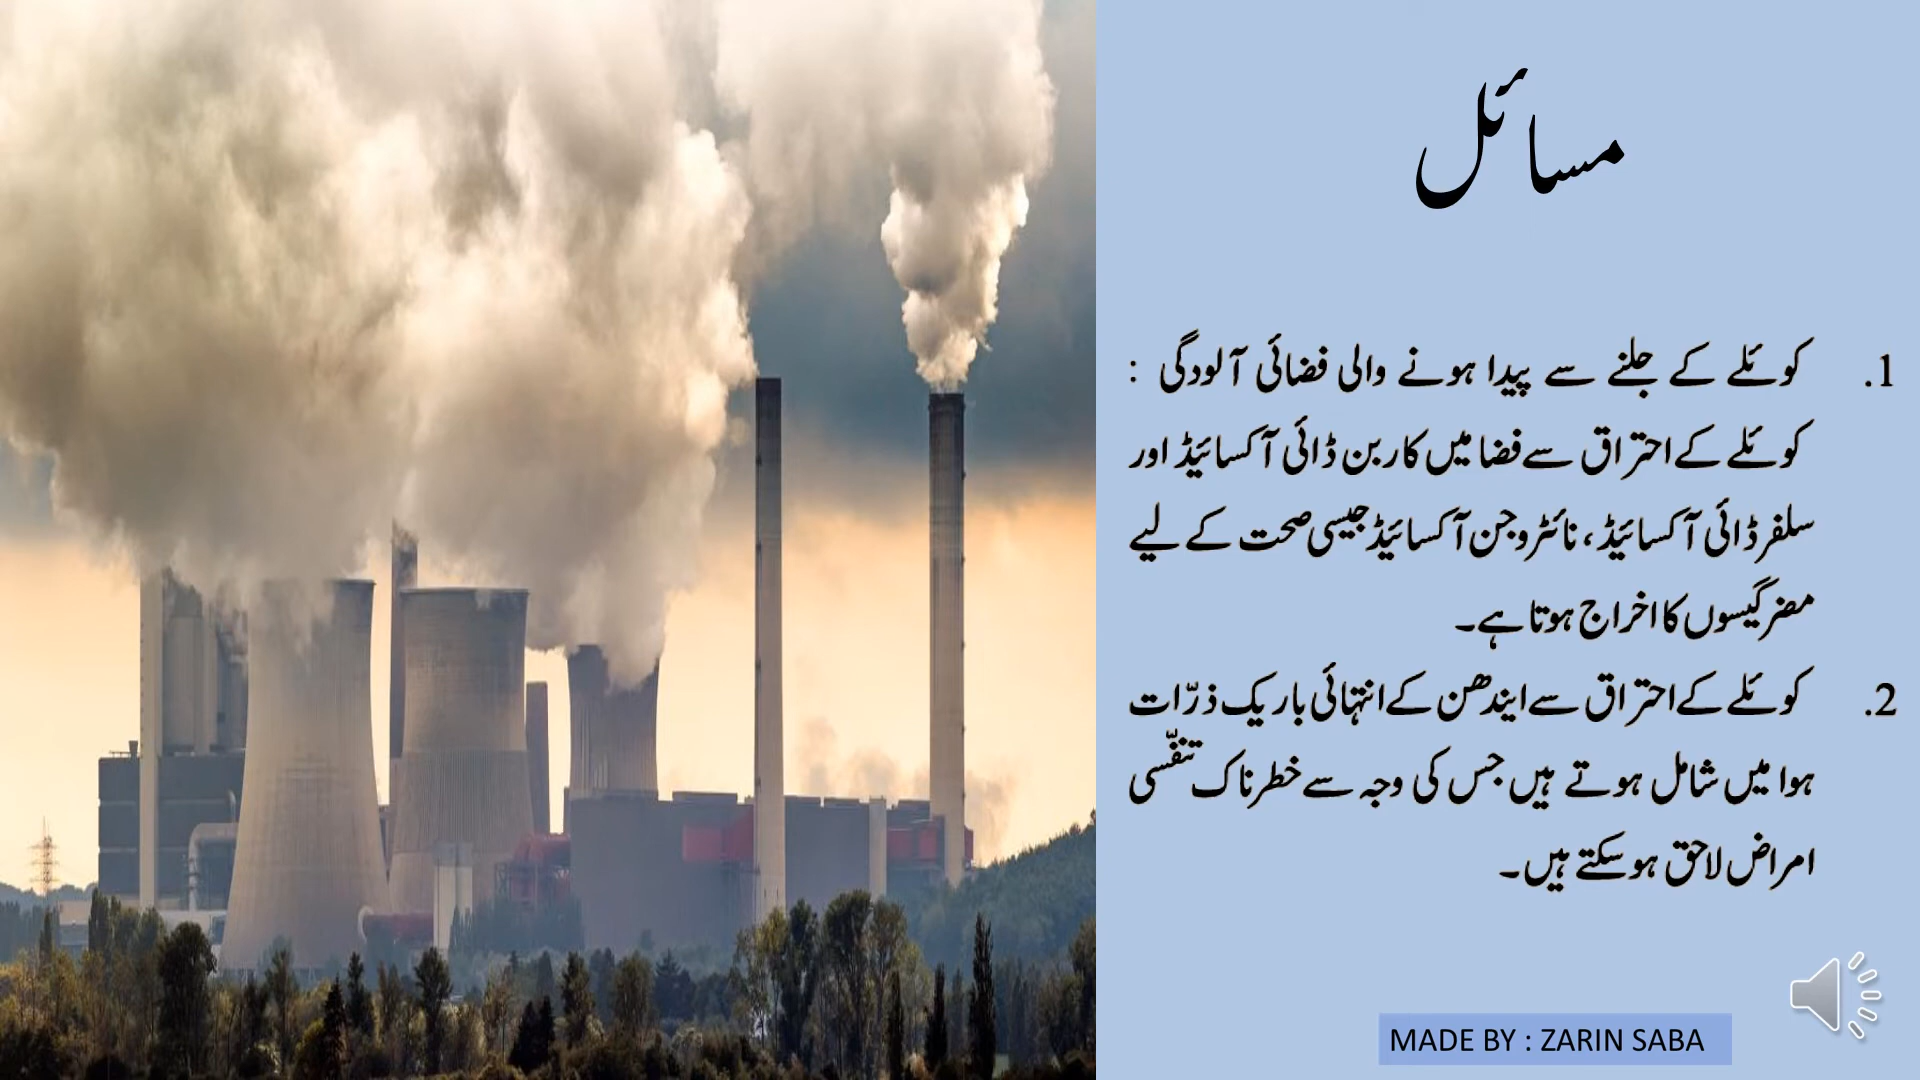 مسائل
1. کوئلے کے جلنے سے پیدا ہونے والی فضائی آلودگی :
کوئلے کے احتراق سے فضا میں کاربن ڈائی آکسائیڈ اور
سلفر ڈائی آکسائیڈ، نائٹروجن آکسائیڈ جیسی صحت کے لیے
مضر گیسوں کا اخراج ہوتا ہے۔
2. کوئلے کے احتراق سے ایندھن کے انتہائی باریک ذرّات
ہوا میں شامل ہوتے ہیں جس کی وجہ سے خطرناک تنفّسی
امراض لاحق ہوسکتے ہیں۔
MADE BY : ZARIN SABA